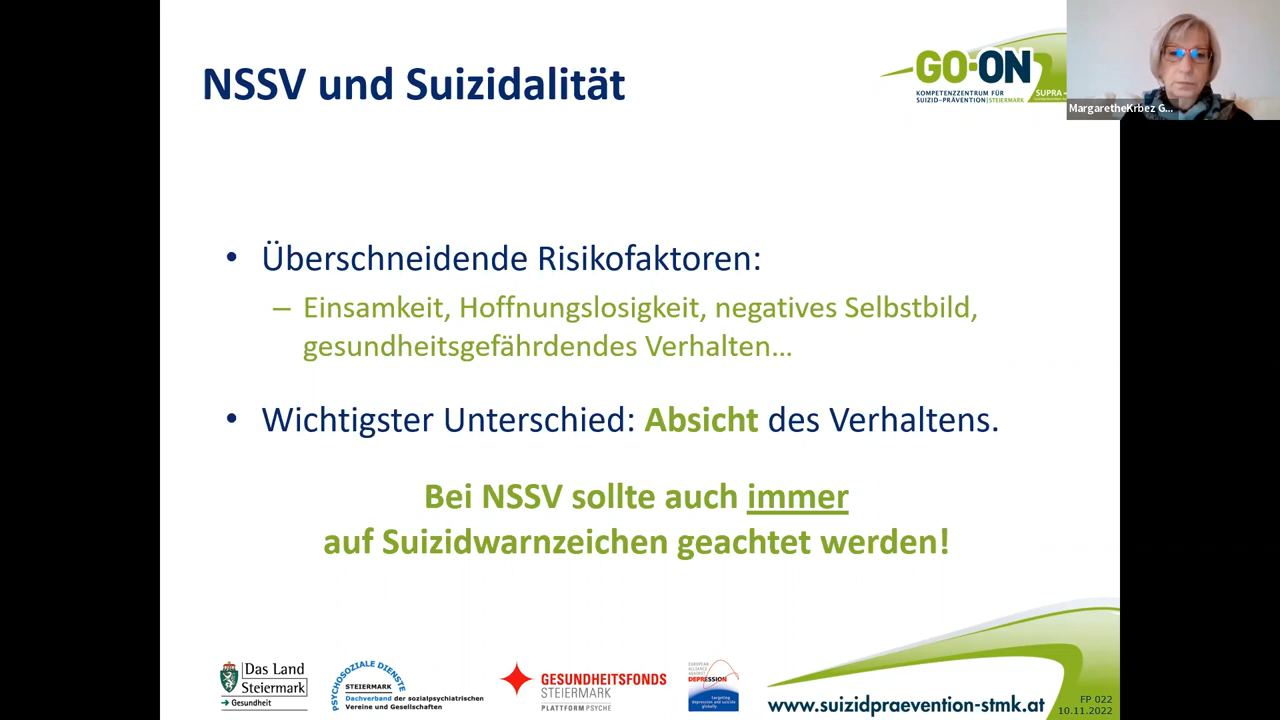 NSSV und Suizidalität
GO-ON
KOMPETENZZENTRUM FÜR
SUIZID-PRÄVENTION|STEIERMARK
SUPRA –
MargaretheKrbez G...
• Überschneidende Risikofaktoren:
– Einsamkeit, Hoffnungslosigkeit, negatives Selbstbild,
gesundheitsgefährdendes Verhalten…
• Wichtigster Unterschied: Absicht des Verhaltens.
Bei NSSV sollte auch immer
auf Suizidwarnzeichen geachtet werden!
Das Land
Steiermark
➔ Gesundheit
PSYCHOSOZIALE DIENSTE
STEIERMARK
Dachverband der sozialpsychiatrischen
Vereine und Gesellschaften
GESUNDHEITSFONDS
STEIERMARK
PLATTFORM PSYCHE
EUROPEAN
ALLIANCE
AGAINST
DEPRESSION
targeting
depression and suicide
globally
www.suizidpraevention-stmk.at
FP 022
10.11.2022